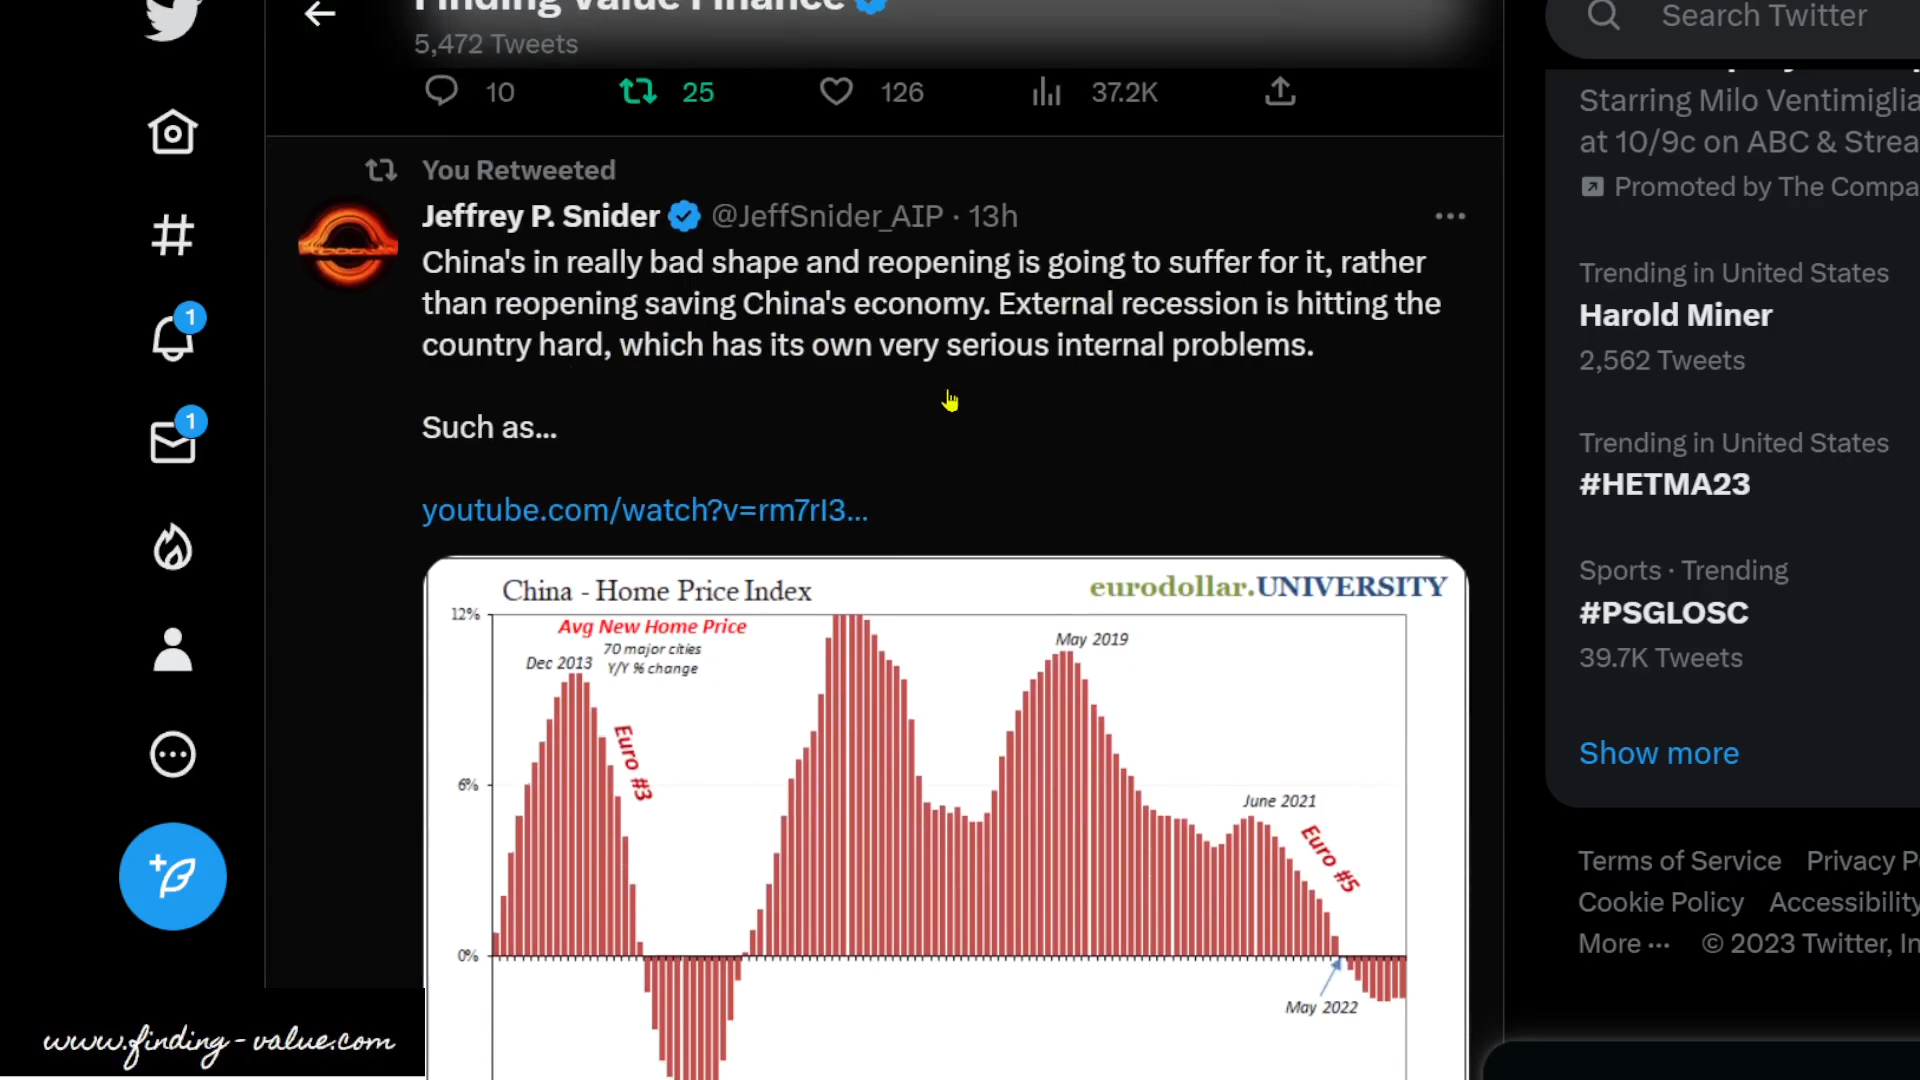 Finding Value Finance
5,472 Tweets
Search Twitter
10 25 126 37.2K
You Retweeted
Jeffrey P. Snider @JeffSnider_AIP · 13h
China's in really bad shape and reopening is going to suffer for it, rather
than reopening saving China's economy. External recession is hitting the
country hard, which has its own very serious internal problems.
Such as...
youtube.com/watch?v=rm7rI3...
China - Home Price Index
eurodollar.UNIVERSITY
12%
Avg New Home Price
70 major cities
Y/Y % change
Dec 2013
May 2019
Euro #3
6%
June 2021
Euro #5
0%
May 2022
1
1
Starring Milo Ventimiglia
at 10/9c on ABC & Strea
Promoted by The Compa
Trending in United States
Harold Miner
2,562 Tweets
Trending in United States
#HETMA23
Sports · Trending
#PSGLOSC
39.7K Tweets
Show more
Terms of Service Privacy P
Cookie Policy Accessibility
More ... © 2023 Twitter, In
www.finding-value.com